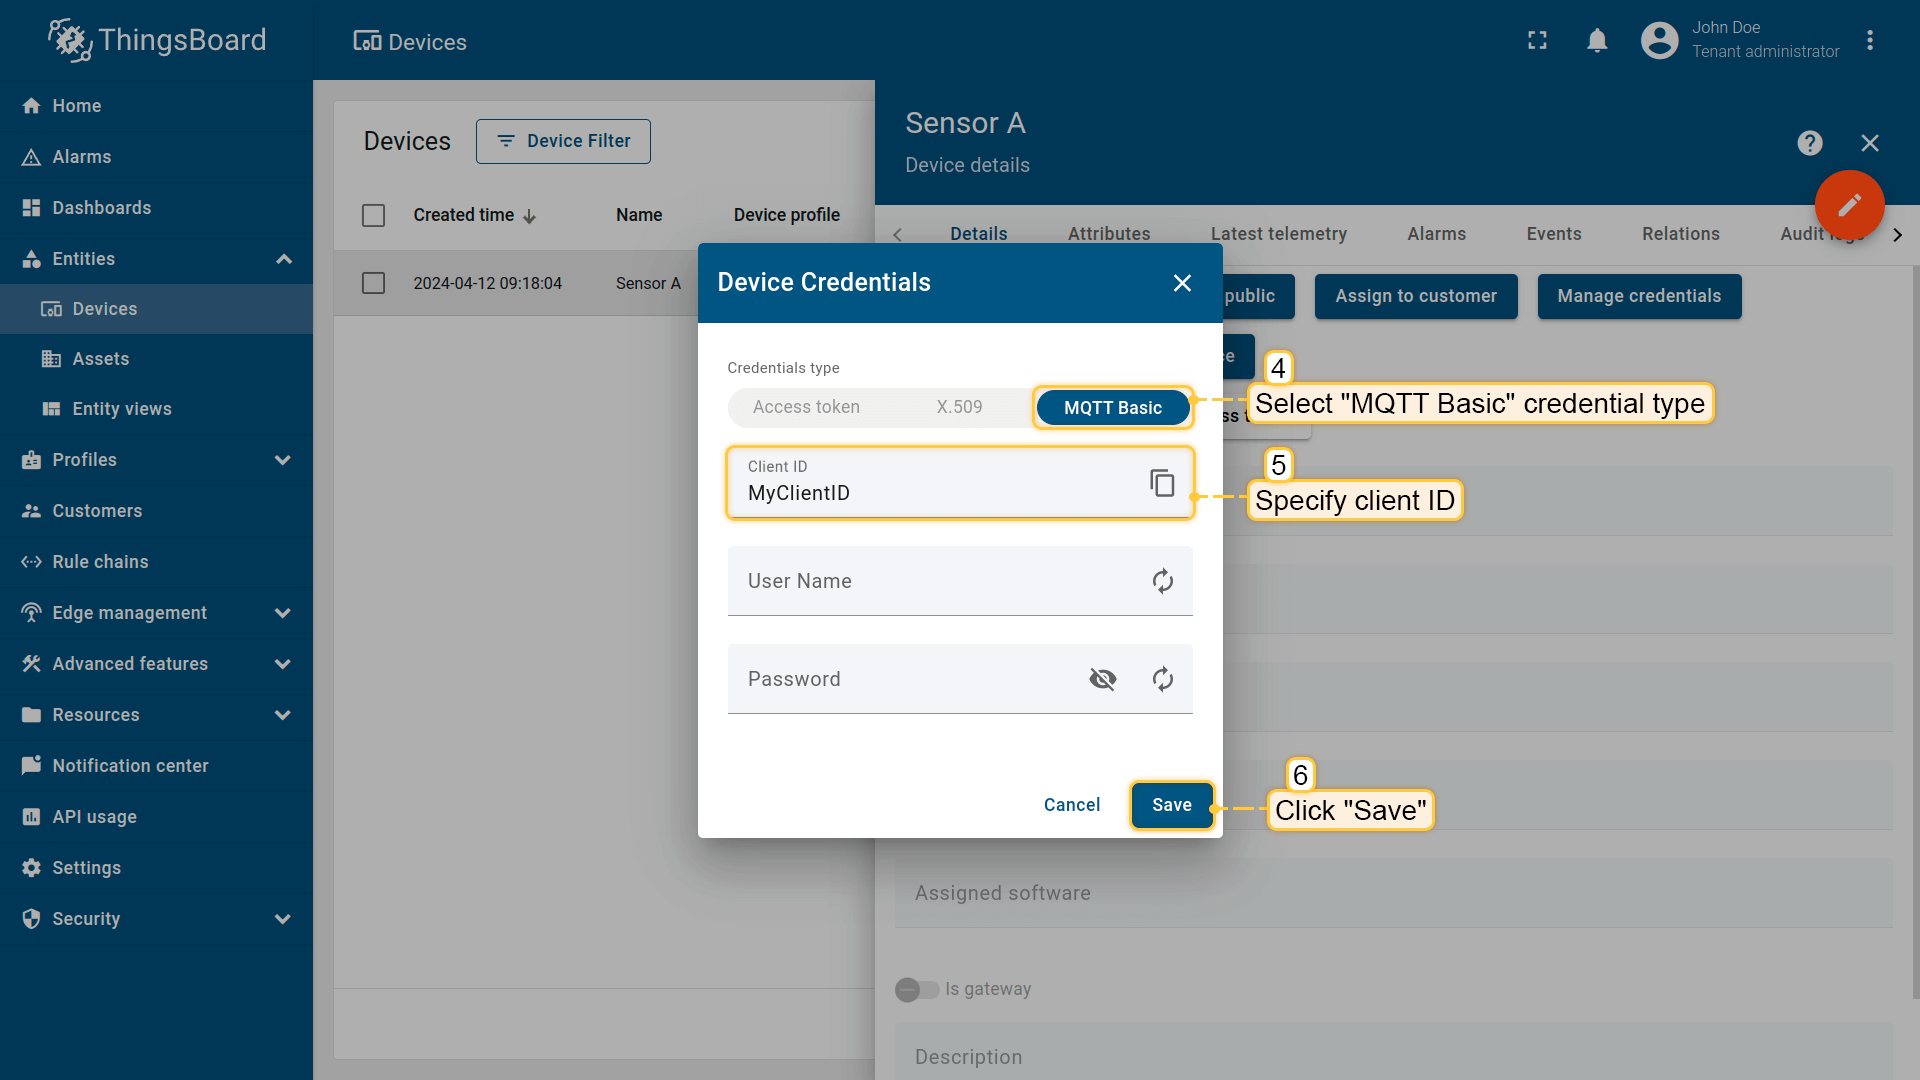 ThingsBoard
Devices
John Doe
Tenant administrator
Home
Alarms
Dashboards
Entities
Devices
Assets
Entity views
Profiles
Customers
Rule chains
Edge management
Advanced features
Resources
Notification center
API usage
Settings
Security
Devices
Device Filter
Created time
Name
Device profile
2024-04-12 09:18:04
Sensor A
Sensor A
Device details
Details
Attributes
Latest telemetry
Alarms
Events
Relations
Audit logs
public
Assign to customer
Manage credentials
Device Credentials
Credentials type
Access token
X.509
MQTT Basic
Client ID
MyClientID
User Name
Password
Cancel
Save
4
Select "MQTT Basic" credential type
5
Specify client ID
6
Click "Save"
Assigned software
Is gateway
Description